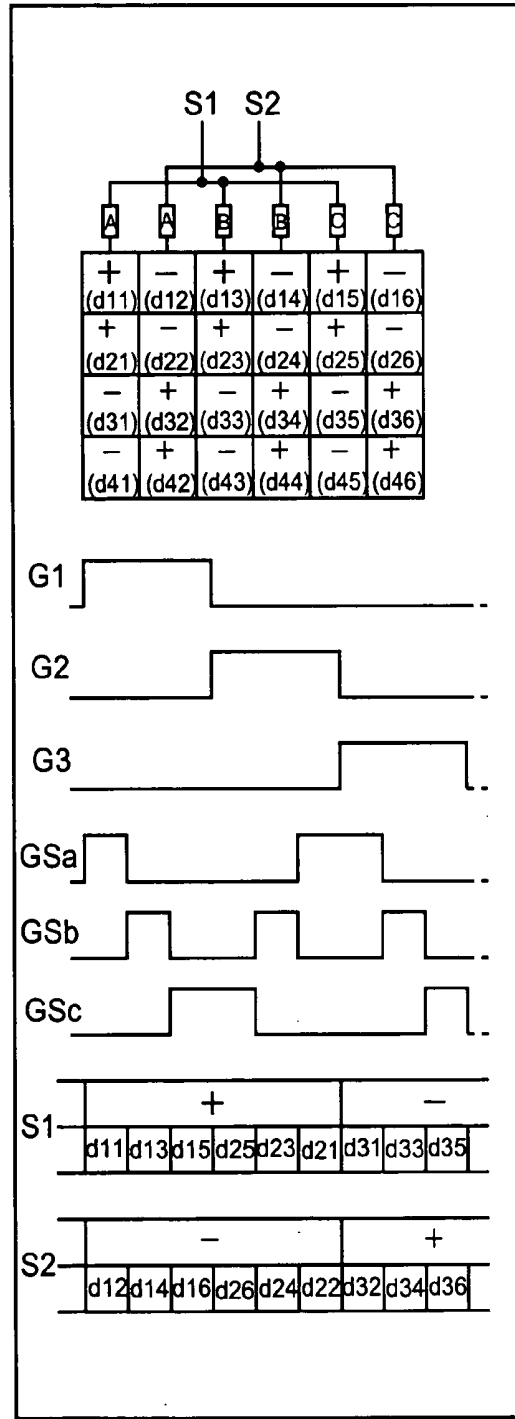 S1 S2
A A B B C C
+ − + − + −
(d11) (d12) (d13) (d14) (d15) (d16)
+ − + − + −
(d21) (d22) (d23) (d24) (d25) (d26)
− + − + − +
(d31) (d32) (d33) (d34) (d35) (d36)
− + − + − +
(d41) (d42) (d43) (d44) (d45) (d46)
G1
G2
G3
GSa
GSb
GSc
S1
+ −
d11 d13 d15 d25 d23 d21 d31 d33 d35
S2
− +
d12 d14 d16 d26 d24 d22 d32 d34 d36